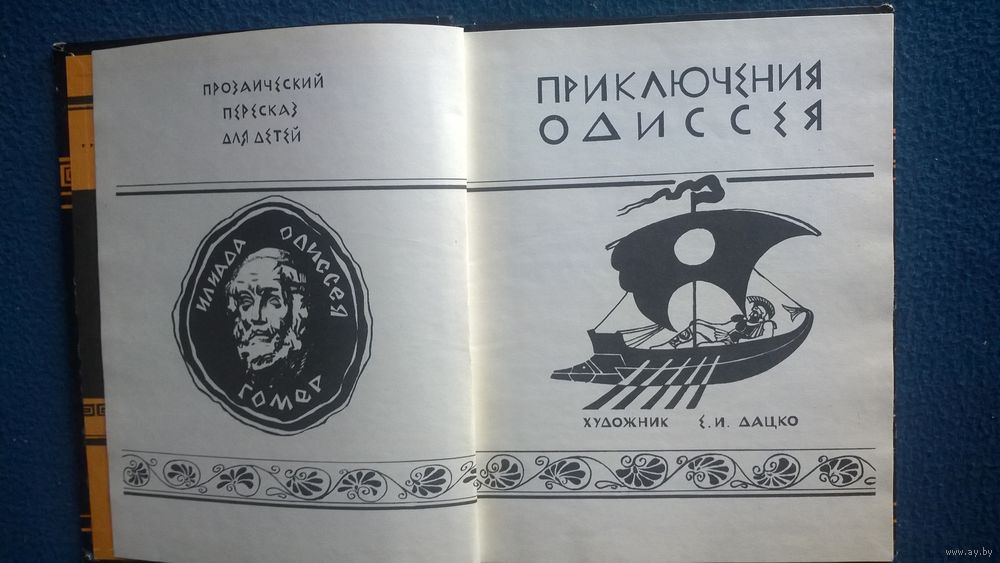 ПРОЗАИЧЕСКИЙ
ПЕРЕСКАЗ
ДЛЯ ДЕТЕЙ
ИЛИАДА ОДИССЕЯ
ГОМЕР
ПРИКЛЮЧЕНИЯ
ОДИССЕЯ
ХУДОЖНИК Е. И. ДАЦКО
www.ay.by